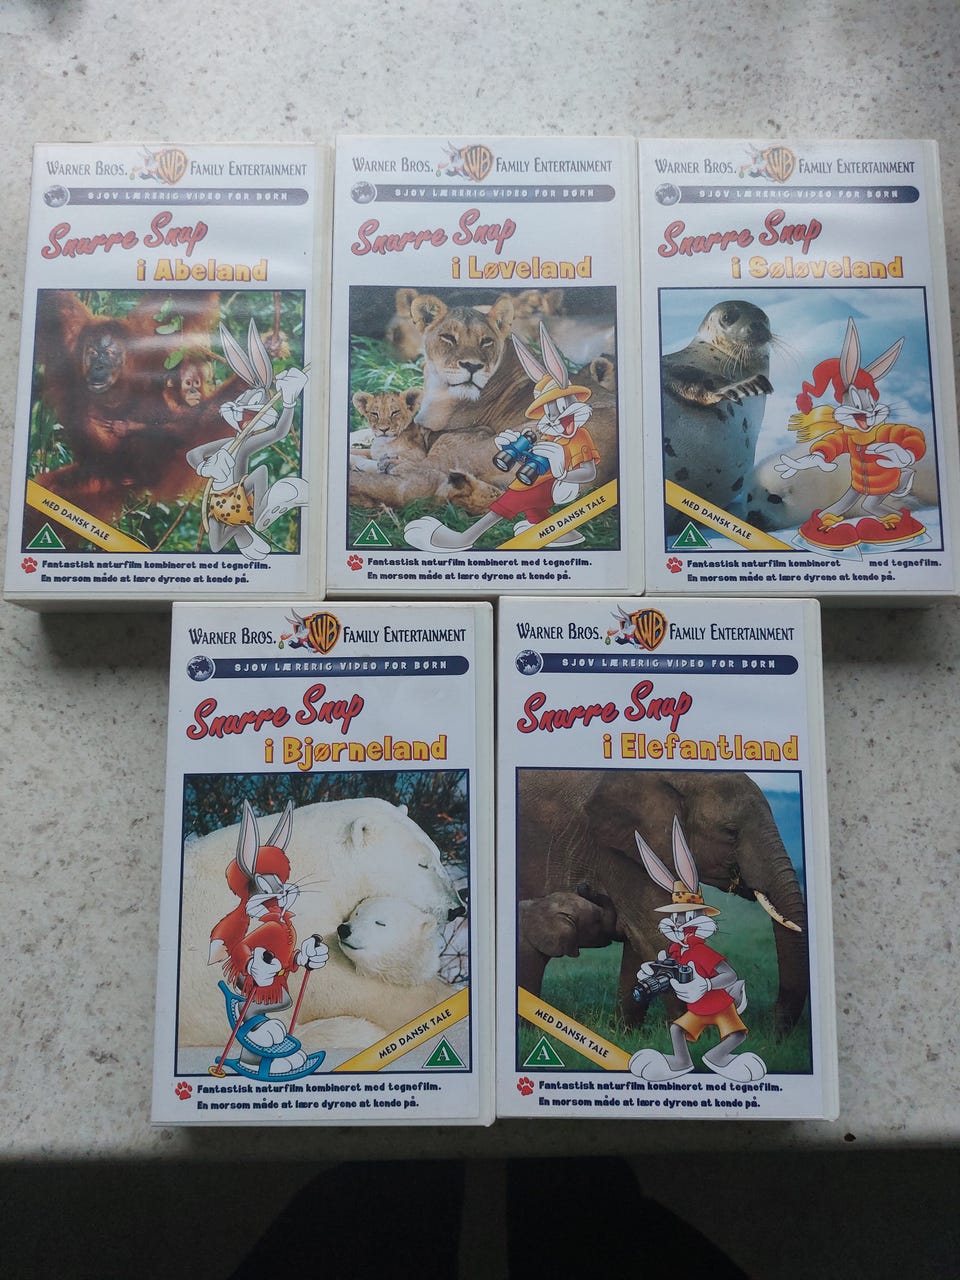 WARNER BROS. WB FAMILY ENTERTAINMENT
SJOV LÆRERIG VIDEO FOR BØRN
Snurre Snup
i Abeland
MED DANSK TALE
A
Fantastisk naturfilm kombineret med tegnefilm.
En morsom måde at lære dyrene at kende på.
WARNER BROS. WB FAMILY ENTERTAINMENT
SJOV LÆRERIG VIDEO FOR BØRN
Snurre Snup
i Løveland
MED DANSK TALE
A
Fantastisk naturfilm kombineret med tegnefilm.
En morsom måde at lære dyrene at kende på.
WARNER BROS. WB FAMILY ENTERTAINMENT
SJOV LÆRERIG VIDEO FOR BØRN
Snurre Snup
i Søløveland
MED DANSK TALE
A
Fantastisk naturfilm kombineret med tegnefilm.
En morsom måde at lære dyrene at kende på.
WARNER BROS. WB FAMILY ENTERTAINMENT
SJOV LÆRERIG VIDEO FOR BØRN
Snurre Snup
i Bjørneland
MED DANSK TALE
A
Fantastisk naturfilm kombineret med tegnefilm.
En morsom måde at lære dyrene at kende på.
WARNER BROS. WB FAMILY ENTERTAINMENT
SJOV LÆRERIG VIDEO FOR BØRN
Snurre Snup
i Elefantland
MED DANSK TALE
A
Fantastisk naturfilm kombineret med tegnefilm.
En morsom måde at lære dyrene at kende på.